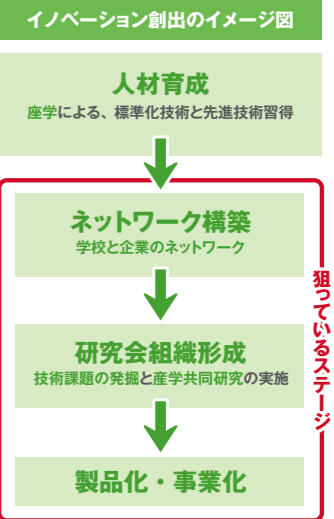 イノベーション創出のイメージ図
人材育成
座学による、標準化技術と先進技術習得
ネットワーク構築
学校と企業のネットワーク
研究会組織形成
技術課題の発掘と産学共同研究の実施
製品化・事業化
狙っているステージ